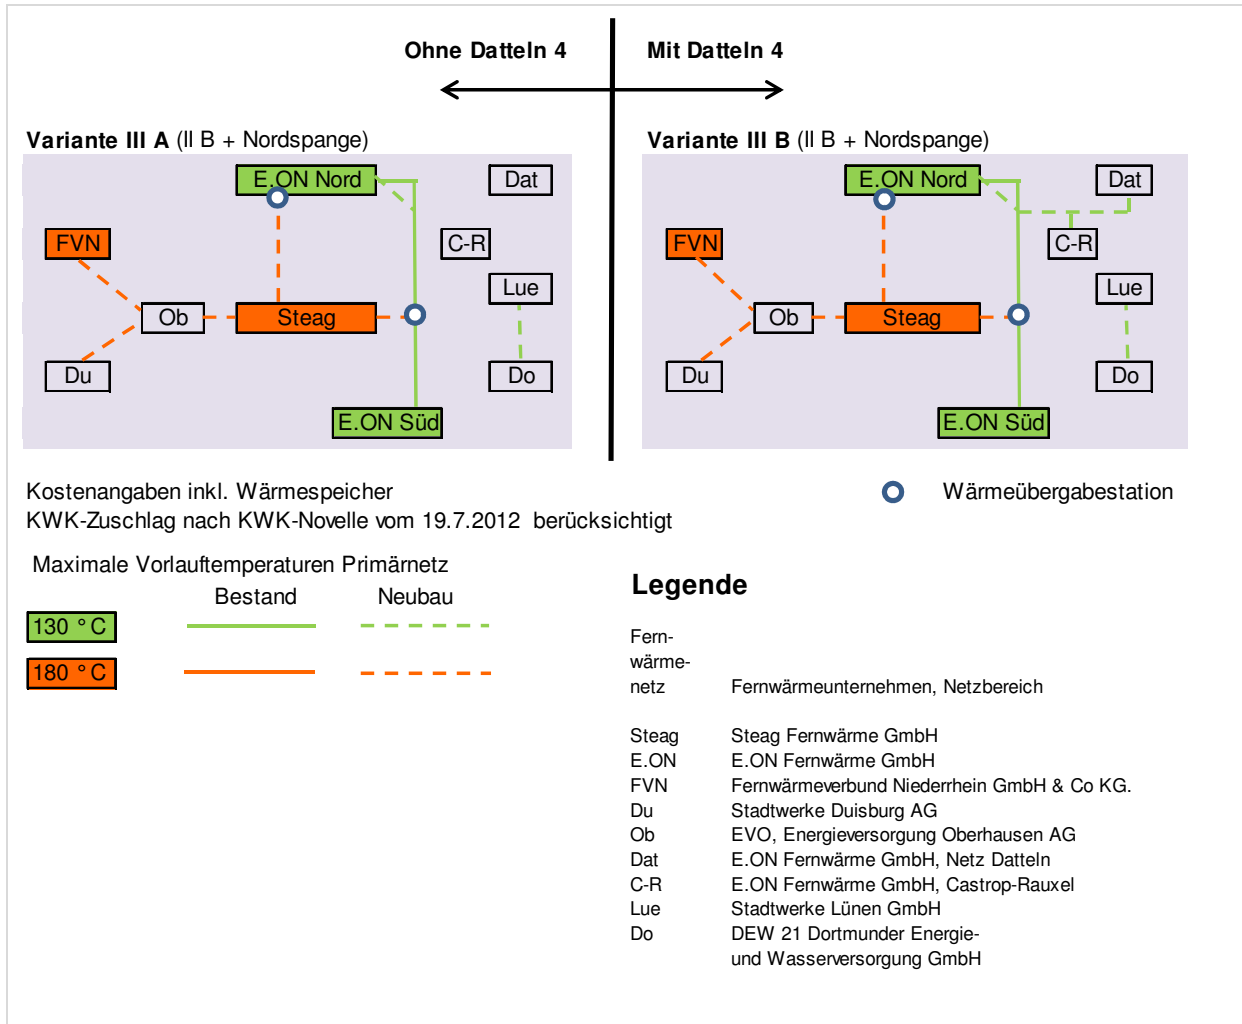 Ohne Datteln 4
Mit Datteln 4
Variante III A (II B + Nordspange)
E.ON Nord
Dat
FVN
C-R
Lue
Ob
Steag
Du
Do
E.ON Süd
Variante III B (II B + Nordspange)
E.ON Nord
Dat
FVN
C-R
Lue
Ob
Steag
Du
Do
E.ON Süd
Kostenangaben inkl. Wärmespeicher
KWK-Zuschlag nach KWK-Novelle vom 19.7.2012 berücksichtigt
Wärmeübergabestation
Maximale Vorlauftemperaturen Primärnetz
Bestand Neubau
130 °C
180 °C
Legende
Fern-
wärme-
netz Fernwärmeunternehmen, Netzbereich
Steag Steag Fernwärme GmbH
E.ON E.ON Fernwärme GmbH
FVN Fernwärmeverbund Niederrhein GmbH & Co KG.
Du Stadtwerke Duisburg AG
Ob EVO, Energieversorgung Oberhausen AG
Dat E.ON Fernwärme GmbH, Netz Datteln
C-R E.ON Fernwärme GmbH, Castrop-Rauxel
Lue Stadtwerke Lünen GmbH
Do DEW 21 Dortmunder Energie-
und Wasserversorgung GmbH